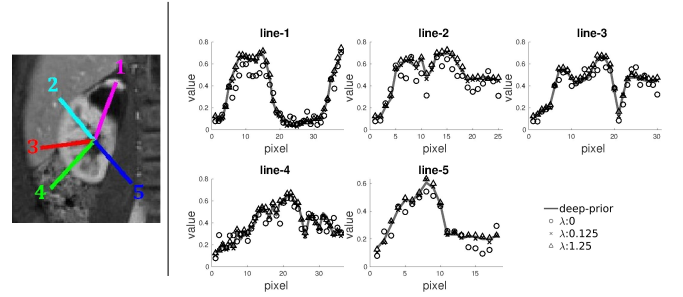 1
2
3
4
5
line-1
value
0.8
0.6
0.4
0.2
0
0 10 20 30
pixel
line-2
value
0.8
0.6
0.4
0.2
0
0 5 10 15 20 25
pixel
line-3
value
0.8
0.6
0.4
0.2
0
0 10 20 30
pixel
line-4
value
0.8
0.6
0.4
0.2
0
0 10 20 30
pixel
line-5
value
0.6
0.4
0.2
0
0 5 10 15
pixel
deep-prior
λ:0
λ:0.125
λ:1.25